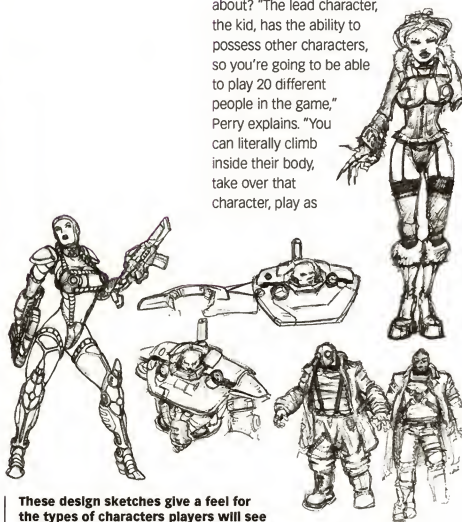 about? "The lead character,
the kid, has the ability to
possess other characters,
so you're going to be able
to play 20 different
people in the game,"
Perry explains. "You
can literally climb
inside their body,
take over that
character, play as
These design sketches give a feel for
the types of characters players will see